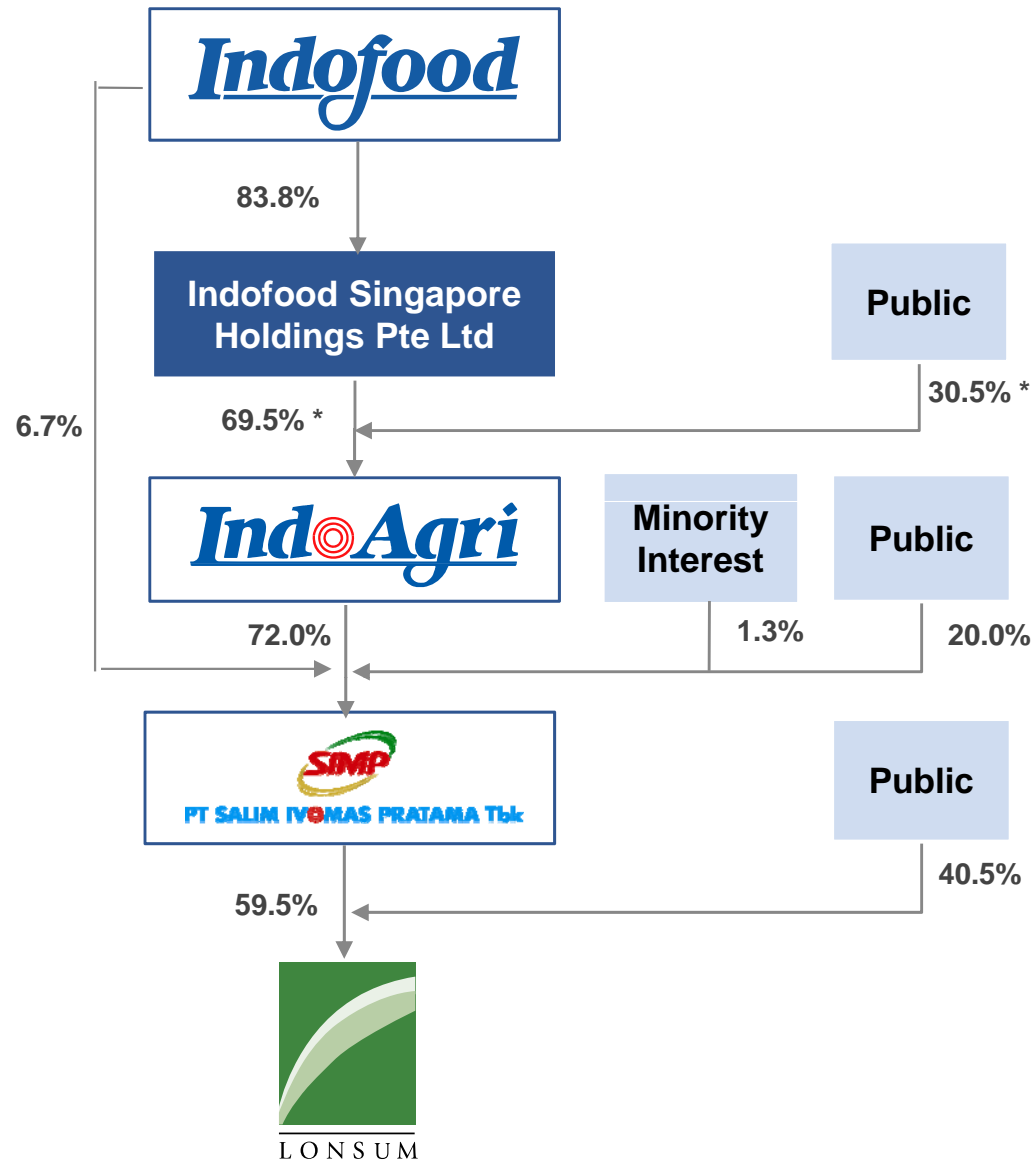 Indofood
83.8%
Indofood Singapore
Holdings Pte Ltd
Public
6.7%
69.5% *
30.5% *
IndoAgri
Minority
Interest
Public
72.0%
1.3%
20.0%
SIMP
PT SALIM IVOMAS PRATAMA Tbk
Public
59.5%
40.5%
LONSUM